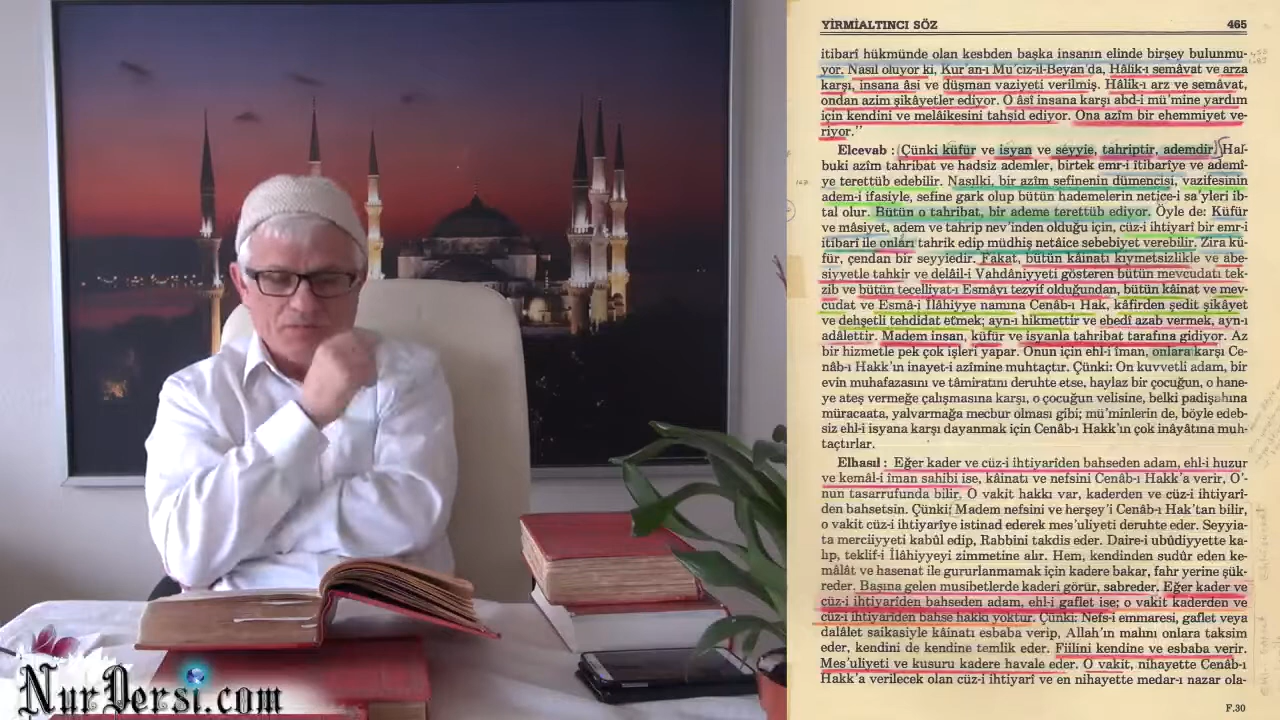 YİRMİALTINCI SÖZ 465
itibarî hükmünde olan kesbden başka insanın elinde birşey bulunmu-
yor. Nasıl oluyor ki, Kur'an-ı Mu'ciz-il-Beyan'da, Hâlik-ı semâvat ve arza
karşı, insana âsi ve düşman vaziyeti verilmiş. Hâlik-ı arz ve semâvat,
ondan azim şikâyetler ediyor. O âsî insana karşı abd-i mü'mine yardım
için kendini ve melâikesini tahşid ediyor. Ona azîm bir ehemmiyet ve-
riyor."
Elcevab : Çünki küfür ve isyan ve seyyie, tahriptir, ademdir. Hal-
buki azîm tahribat ve hadsiz ademler, birtek emr-i îtibarîye ve ademî-
ye terettüb edebilir. Nasılki, bir azîm sefinenin dümencisi, vazifesinin
adem-i ifasiyle, sefine gark olup bütün hademelerin netice-i sa'yleri ib-
tal olur. Bütün o tahribat, bir ademe terettüb ediyor. Öyle de: Küfür
ve mâsiyet, adem ve tahrip nev'inden olduğu için, cüz-i ihtiyarî bir emr-i
itibarî ile onları tahrik edip müdhiş netâice sebebiyet verebilir. Zira kü-
für, çendan bir seyyiedir. Fakat, bütün kâinatı kıymetsizlikle ve abe-
siyyetle tahkir ve delâil-i Vahdâniyyeti gösteren bütün mevcudatı tek-
zib ve bütün tecelliyat-ı Esmâyı tezyif olduğundan, bütün kâinat ve mev-
cudat ve Esmâ-i İlâhiyye namına Cenâb-ı Hak, kâfirden şedit şikâyet
ve dehşetli tehdidat etmek; ayn-ı hikmettir ve ebedî azab vermek, ayn-ı
adâlettir. Madem insan, küfür ve isyanla tahribat tarafına gidiyor. Az
bir hizmetle pek çok işleri yapar. Onun için ehl-i îman, onlara karşı Ce-
nâb-ı Hakk'ın inayet-i azîmine muhtaçtır. Çünki: On kuvvetli adam, bir
evin muhafazasını ve tâmiratını deruhte etse, haylaz bir çocuğun, o hane-
ye ateş vermeğe çalışmasına karşı, o çocuğun velisine, belki padişahına
müracaata, yalvarmağa mecbur olması gibi; mü'minlerin de, böyle edeb-
siz ehl-i isyana karşı dayanmak için Cenâb-ı Hakk'ın çok inâyâtına muh-
taçtırlar.
Elhasıl : Eğer kader ve cüz-i ihtiyarîden bahseden adam, ehl-i huzur
ve kemâl-i îman sahibi ise, kâinatı ve nefsini Cenâb-ı Hakk'a verir, O'-
nun tasarrufunda bilir. O vakit hakkı var, kaderden ve cüz-i ihtiyarî-
den bahsetsin. Çünki: Madem nefsini ve herşey'i Cenâb-ı Hak'tan bilir,
o vakit cüz-i ihtiyarîye istinad ederek mes'uliyeti deruhte eder. Seyyia-
ta merciiyyeti kabûl edip, Rabbini takdis eder. Daire-i ubûdiyyette ka-
lıp, teklif-i İlâhiyyeyi zimmetine alır. Hem, kendinden sudûr eden ke-
mâlât ve hasenat ile gururlanmamak için kadere bakar, fahr yerine şük-
reder. Başına gelen musibetlerde kaderi görür, sabreder. Eğer kader ve
cüz-i ihtiyarîden bahseden adam, ehl-i gaflet ise; o vakit kaderden ve
cüz-i ihtiyarîden bahse hakkı yoktur. Çünki: Nefs-i emmaresi, gaflet veya
dalâlet saikasiyle kâinatı esbaba verip, Allah'ın malını onlara taksim
eder, kendini de kendine temlik eder. Fiilini kendine ve esbaba verir.
Mes'uliyeti ve kusuru kadere havale eder. O vakit, nihayette Cenâb-ı
Hakk'a verilecek olan cüz-i ihtiyarî ve en nihayette medar-ı nazar ola-
F.30
NurDersi.com